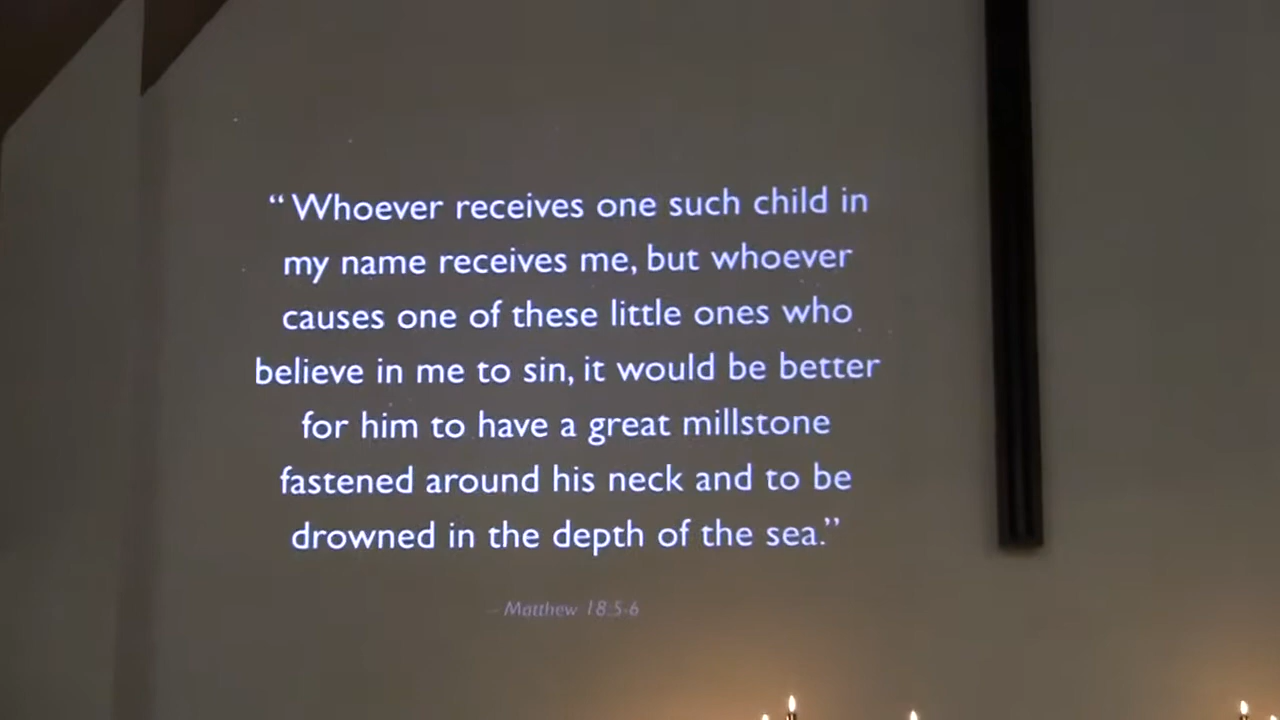 “Whoever receives one such child in
my name receives me, but whoever
causes one of these little ones who
believe in me to sin, it would be better
for him to have a great millstone
fastened around his neck and to be
drowned in the depth of the sea.”
– Matthew 18:5-6